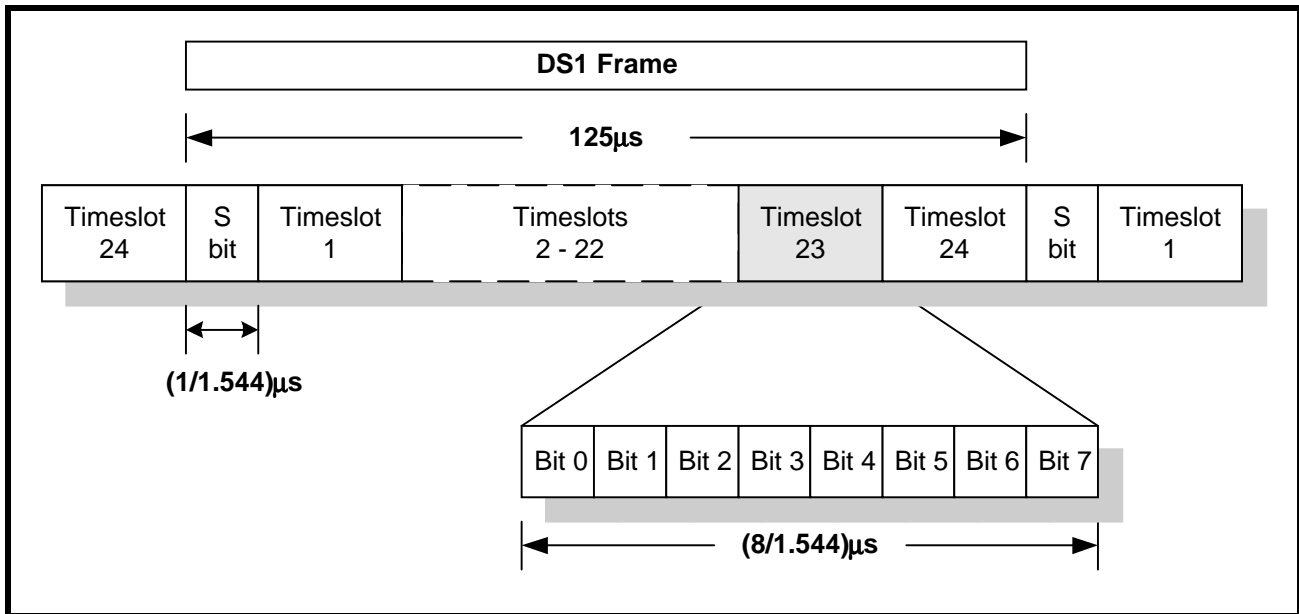 DS1 Frame
125μs
Timeslot 24
S bit
Timeslot 1
Timeslots 2 - 22
Timeslot 23
Timeslot 24
S bit
Timeslot 1
(1/1.544)μs
Bit 0 Bit 1 Bit 2 Bit 3 Bit 4 Bit 5 Bit 6 Bit 7
(8/1.544)μs